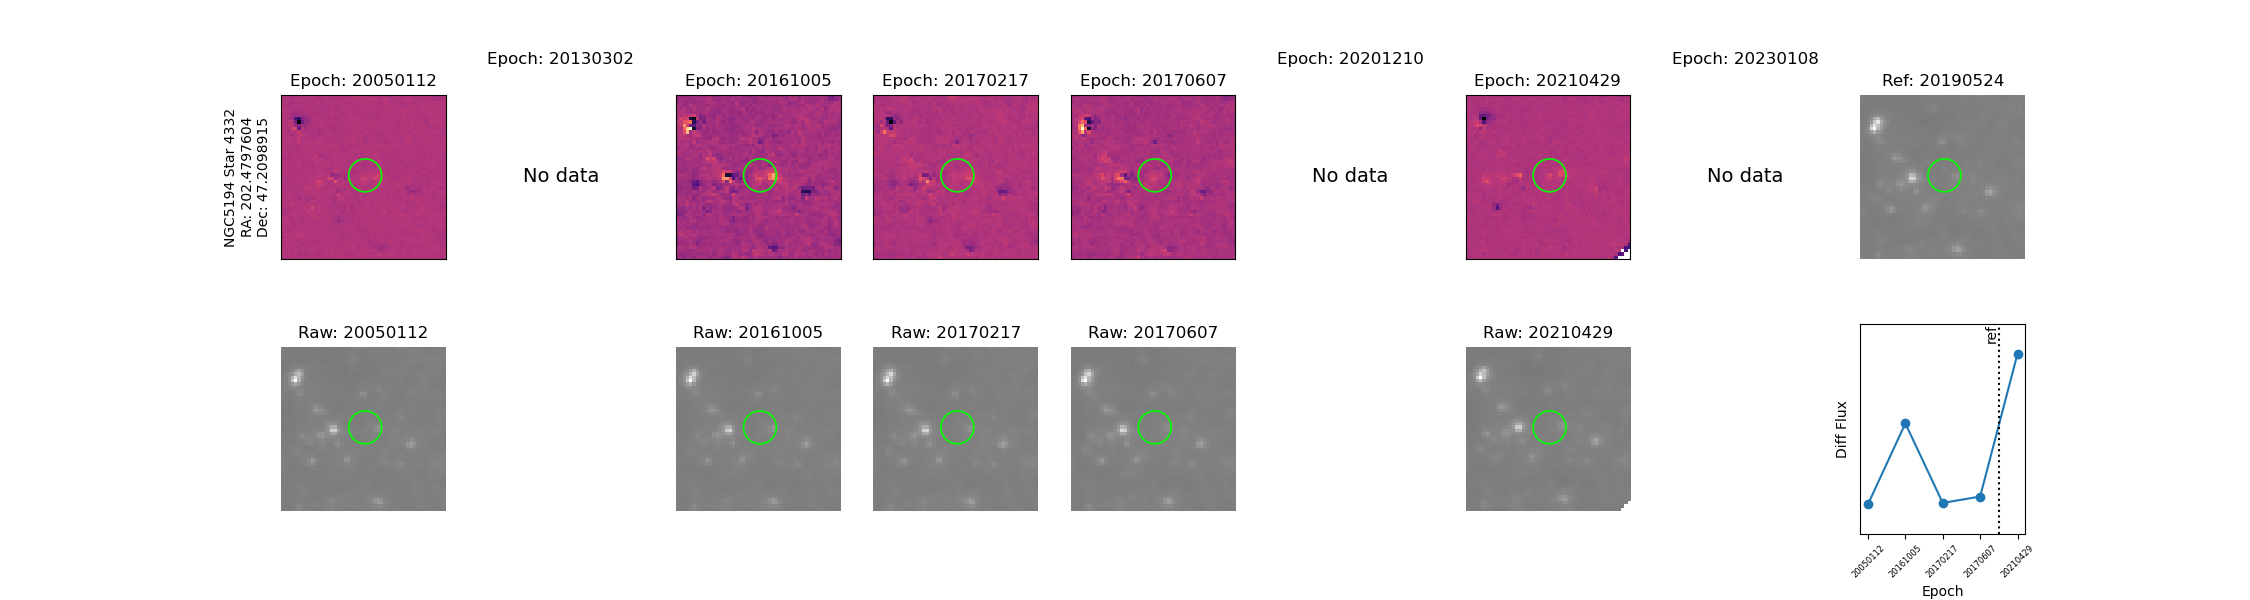 Epoch: 20130302
Epoch: 20201210
Epoch: 20230108
Epoch: 20050112
Epoch: 20161005
Epoch: 20170217
Epoch: 20170607
Epoch: 20210429
Ref: 20190524
NGC5194 Star 4332
RA: 202.4797604
Dec: 47.2098915
No data
No data
No data
Raw: 20050112
Raw: 20161005
Raw: 20170217
Raw: 20170607
Raw: 20210429
ref
Diff Flux
20050112
20161005
20170217
20170607
20210429
Epoch